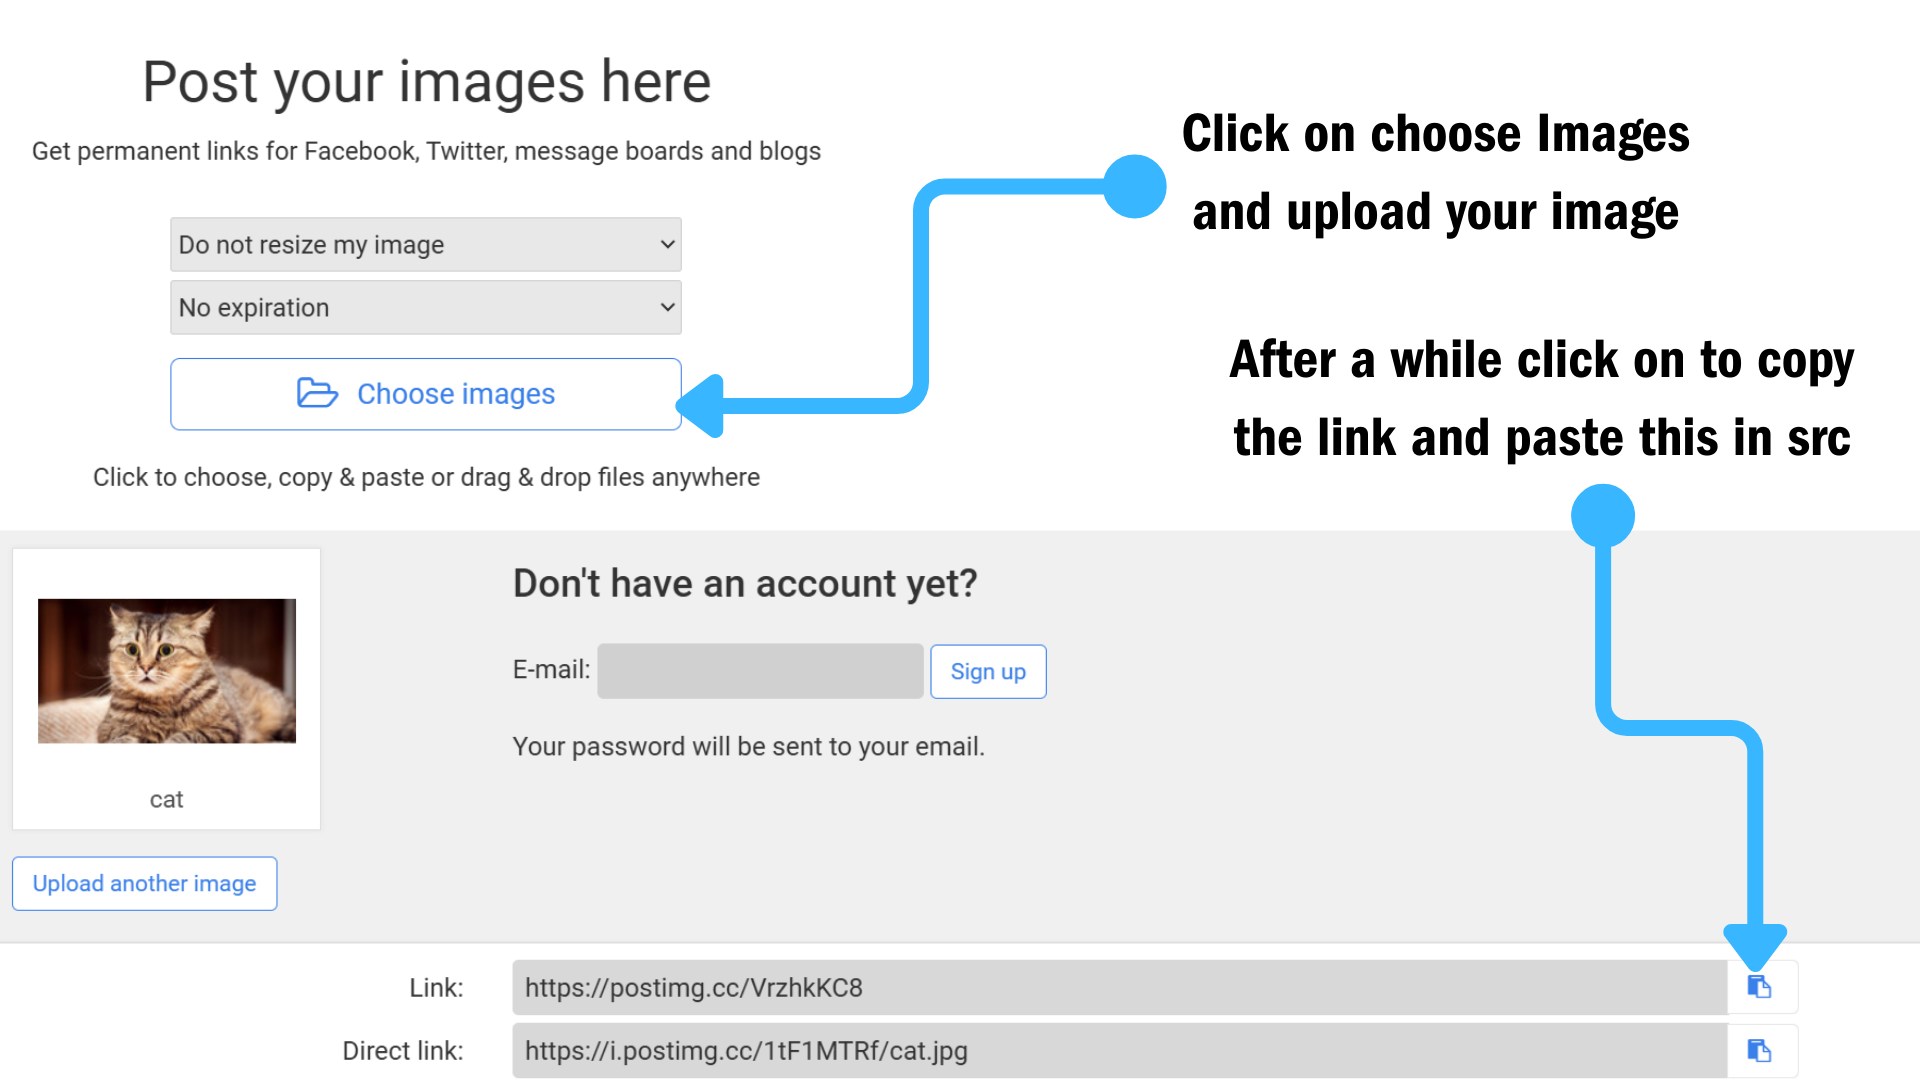 Post your images here
Get permanent links for Facebook, Twitter, message boards and blogs
Do not resize my image
No expiration
Choose images
Click to choose, copy & paste or drag & drop files anywhere
Click on choose Images
and upload your image
After a while click on to copy
the link and paste this in src
cat
Upload another image
Don't have an account yet?
E-mail:
Sign up
Your password will be sent to your email.
Link:
https://postimg.cc/VrzhkKC8
Direct link:
https://i.postimg.cc/1tF1MTRf/cat.jpg